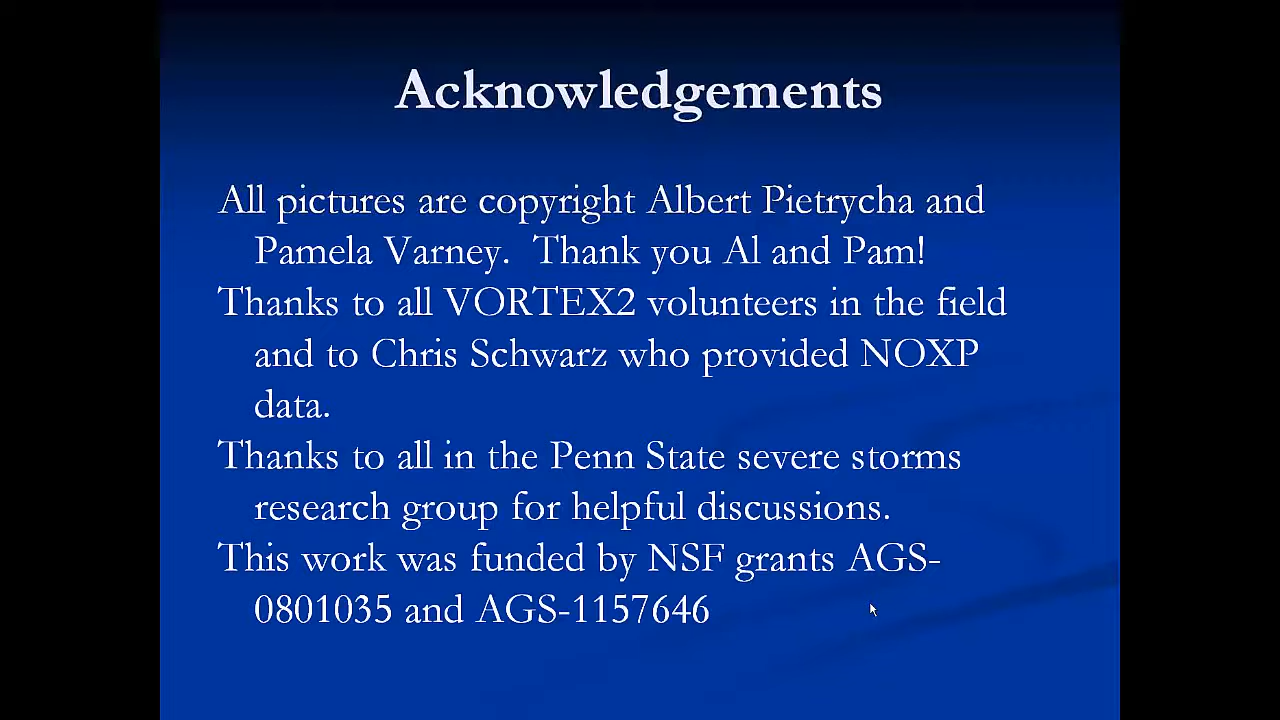 Acknowledgements
All pictures are copyright Albert Pietrycha and
Pamela Varney.  Thank you Al and Pam!
Thanks to all VORTEX2 volunteers in the field
and to Chris Schwarz who provided NOXP
data.
Thanks to all in the Penn State severe storms
research group for helpful discussions.
This work was funded by NSF grants AGS-
0801035 and AGS-1157646